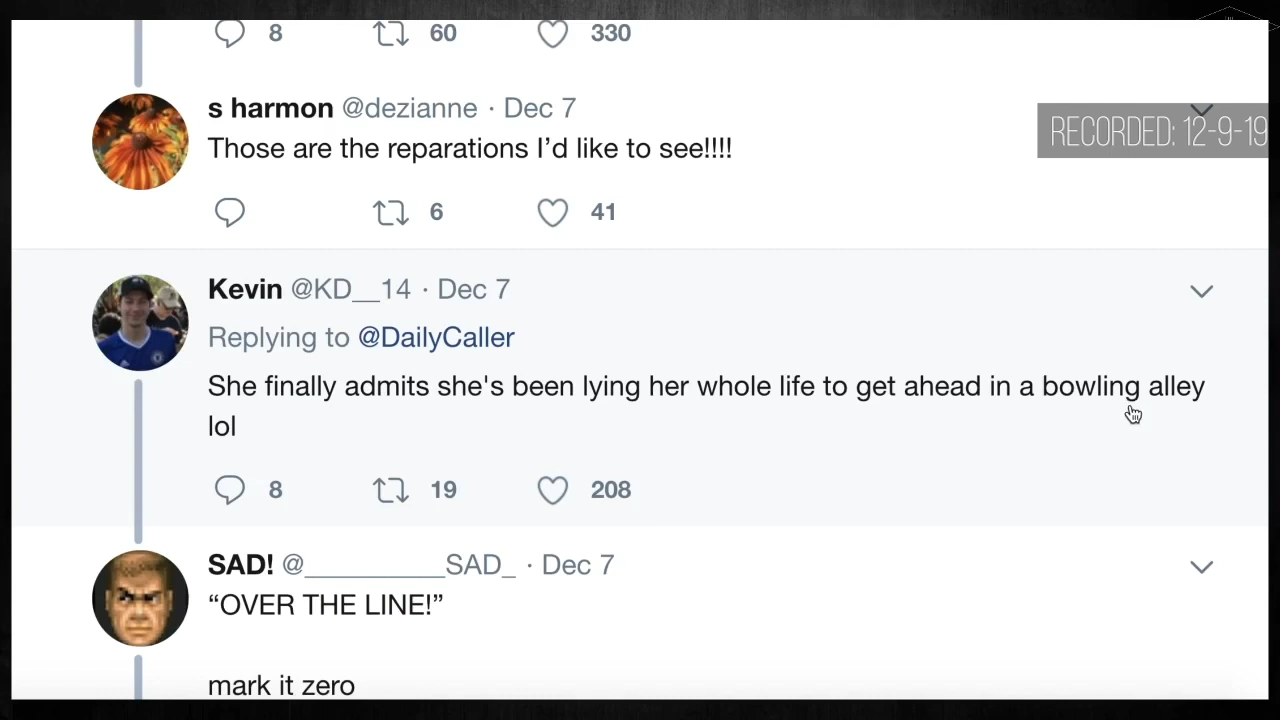 8 60 330
s harmon @dezianne · Dec 7
RECORDED: 12-9-19
Those are the reparations I’d like to see!!!!
6 41
Kevin @KD__14 · Dec 7
Replying to @DailyCaller
She finally admits she's been lying her whole life to get ahead in a bowling alley
lol
8 19 208
SAD! @__________SAD_ · Dec 7
“OVER THE LINE!”
mark it zero